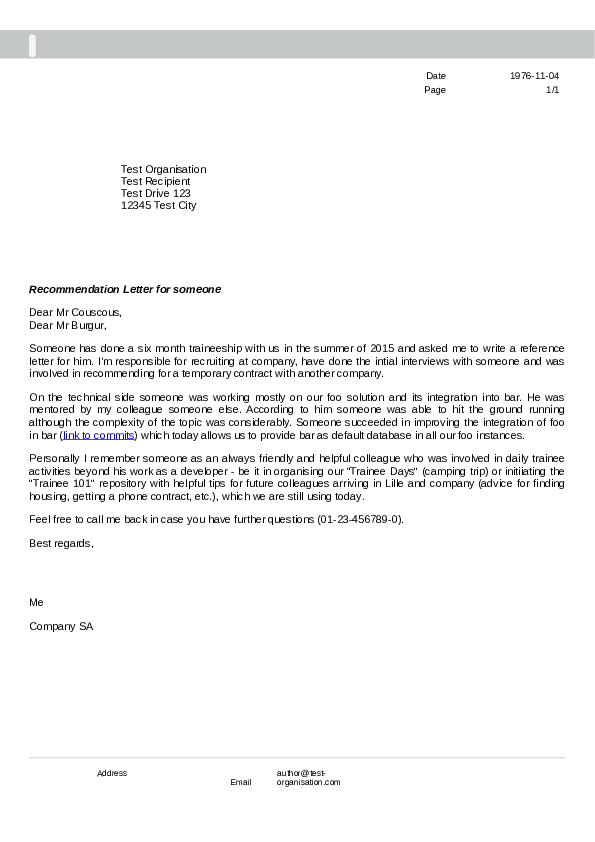 Date 1976-11-04
Page 1/1
Test Organisation
Test Recipient
Test Drive 123
12345 Test City
Recommendation Letter for someone
Dear Mr Couscous,
Dear Mr Burgur,
Someone has done a six month traineeship with us in the summer of 2015 and asked me to write a reference
letter for him. I'm responsible for recruiting at company, have done the intial interviews with someone and was
involved in recommending for a temporary contract with another company.
On the technical side someone was working mostly on our foo solution and its integration into bar. He was
mentored by my colleague someone else. According to him someone was able to hit the ground running
although the complexity of the topic was considerably. Someone succeeded in improving the integration of foo
in bar (link to commits) which today allows us to provide bar as default database in all our foo instances.
Personally I remember someone as an always friendly and helpful colleague who was involved in daily trainee
activities beyond his work as a developer - be it in organising our "Trainee Days" (camping trip) or initiating the
"Trainee 101" repository with helpful tips for future colleagues arriving in Lille and company (advice for finding
housing, getting a phone contract, etc.), which we are still using today.
Feel free to call me back in case you have further questions (01-23-456789-0).
Best regards,
Me
Company SA
Address
author@test-
Email organisation.com